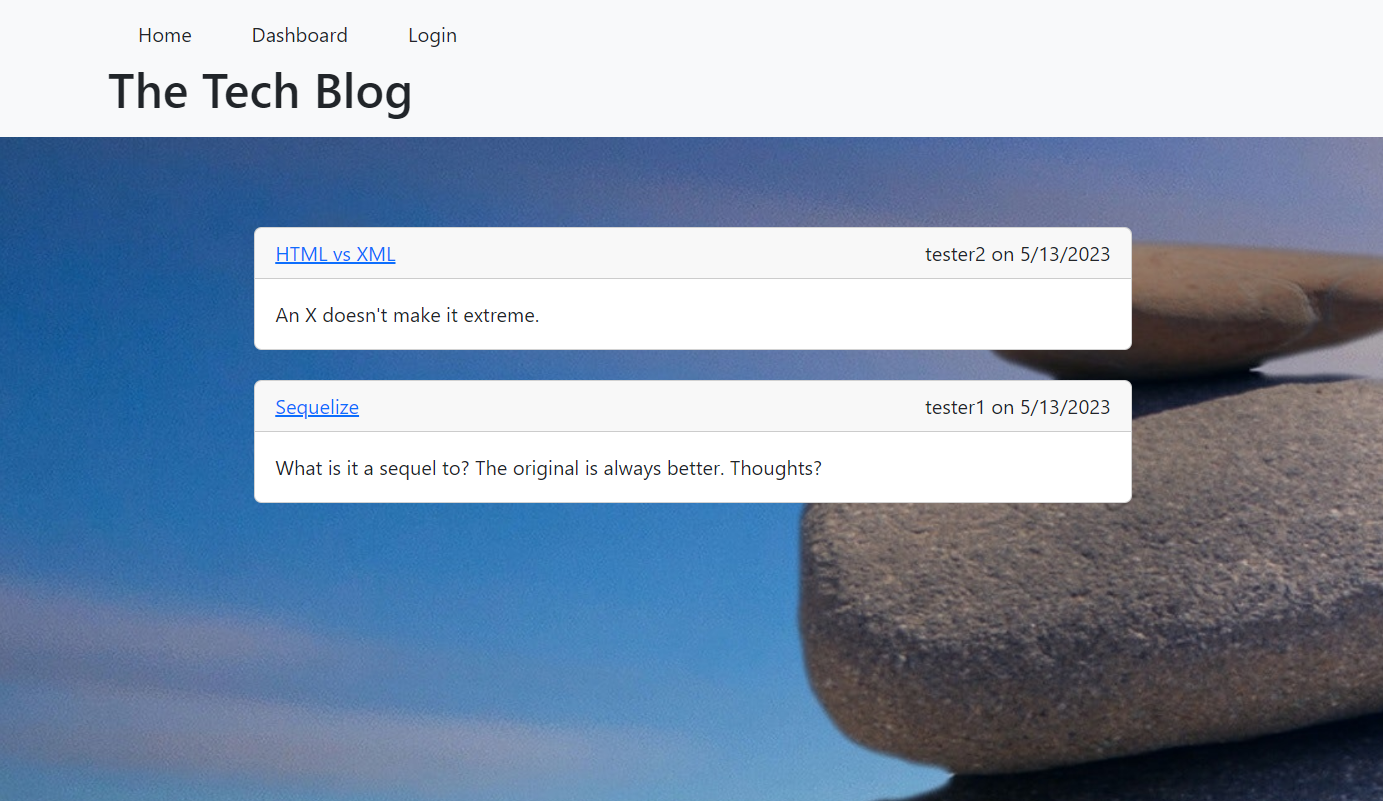 Home Dashboard Login
The Tech Blog
HTML vs XML tester2 on 5/13/2023
An X doesn't make it extreme.
Sequelize tester1 on 5/13/2023
What is it a sequel to? The original is always better. Thoughts?